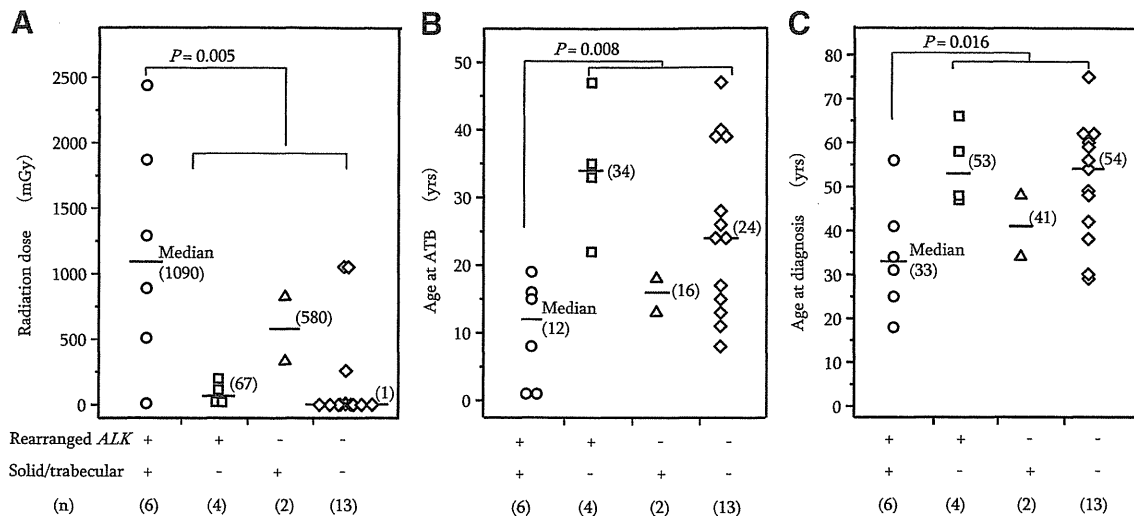 A
B
C
P = 0.005
P = 0.008
P = 0.016
Radiation dose (mGy)
2500
2000
1500
1000
500
0
Median
(1090)
(67)
(580)
(1)
Age at ATB (yrs)
50
40
30
20
10
0
Median
(12)
(34)
(16)
(24)
Age at diagnosis (yrs)
80
70
60
50
40
30
20
10
0
Median
(33)
(53)
(41)
(54)
Rearranged ALK + + - - + + - - + + - -
Solid/trabecular + - + - + - + - + - + -
(n) (6) (4) (2) (13) (6) (4) (2) (13) (6) (4) (2) (13)